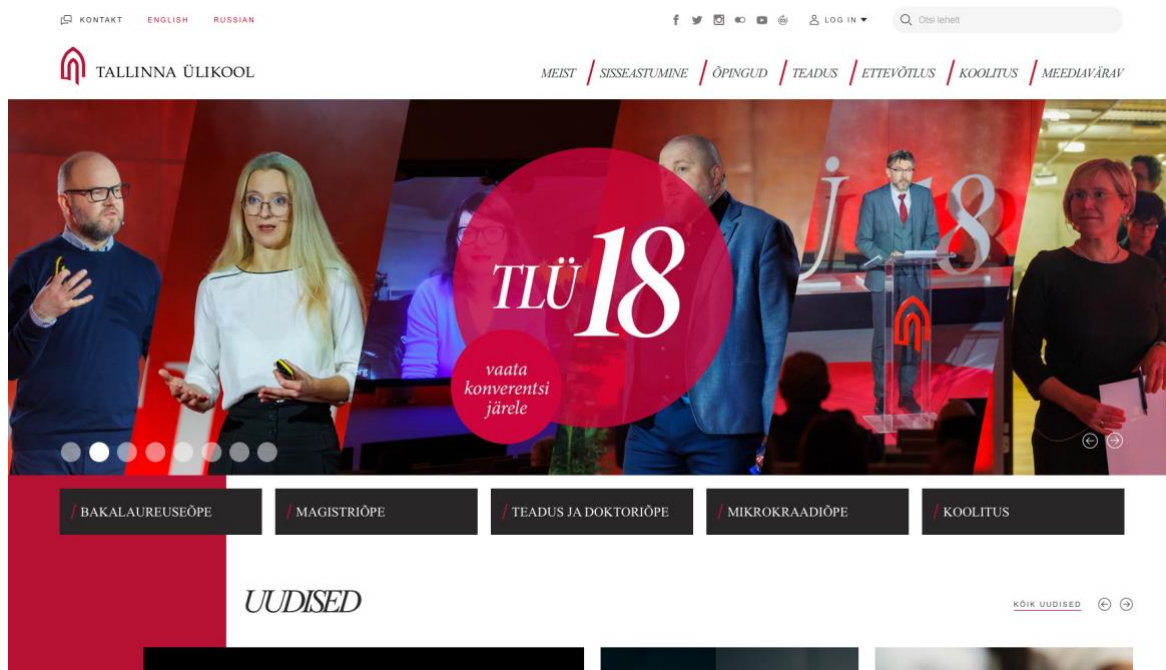 KONTAKT ENGLISH RUSSIAN
LOG IN
Otsi lehelt
TALLINNA ÜLIKOOL
MEIST / SISSEASTUMINE / ÕPINGUD / TEADUS / ETTEVÕTLUS / KOOLITUS / MEEDIAVÄRAV
j 18
TLÜ 18
vaata
konverentsi
järele
/ BAKALAUREUSEÕPE
/ MAGISTRIÕPE
/ TEADUS JA DOKTORIÕPE
/ MIKROKRAADIÕPE
/ KOOLITUS
UUDISED
KÕIK UUDISED